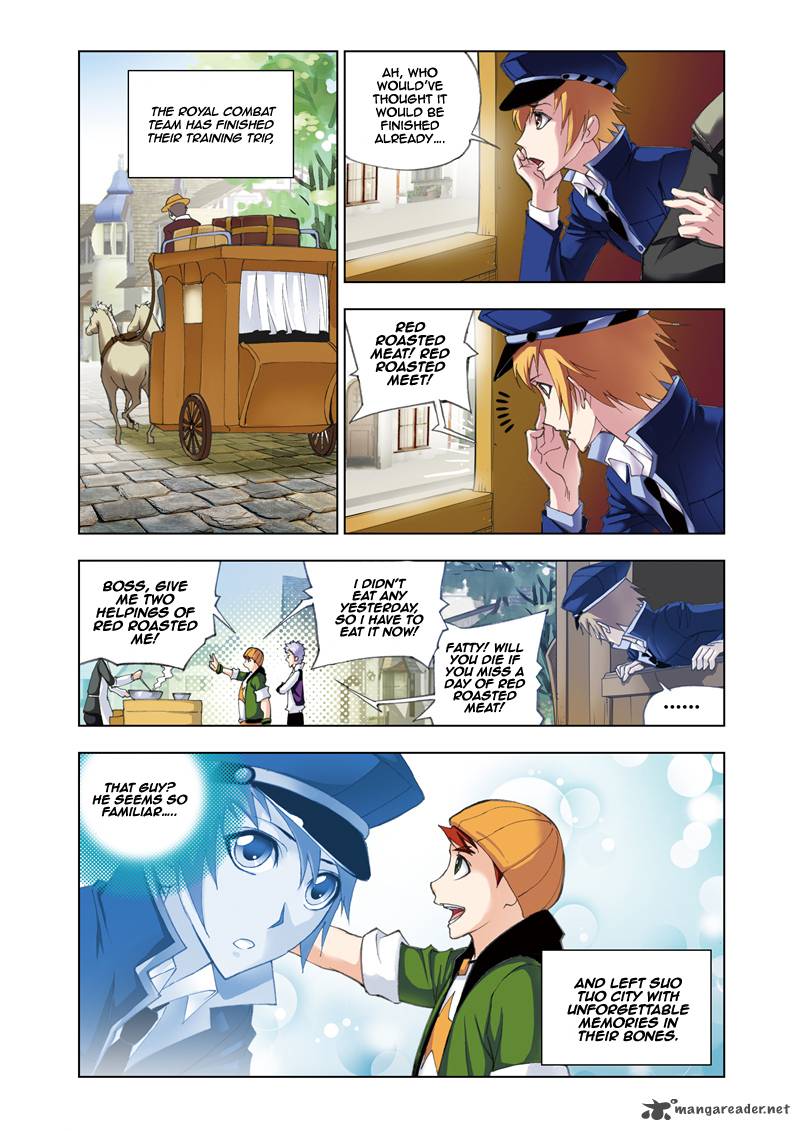 THE ROYAL COMBAT
TEAM HAS FINISHED
THEIR TRAINING TRIP,
AH, WHO
WOULD'VE
THOUGHT IT
WOULD BE
FINISHED
ALREADY....
RED
ROASTED
MEAT! RED
ROASTED
MEET!
BOSS, GIVE
ME TWO
HELPINGS OF
RED ROASTED
ME!
I DIDN'T
EAT ANY
YESTERDAY,
SO I HAVE TO
EAT IT NOW!
FATTY! WILL
YOU DIE IF
YOU MISS A
DAY OF RED
ROASTED
MEAT!
......
THAT GUY?
HE SEEMS SO
FAMILIAR.....
AND LEFT SUO
TUO CITY WITH
UNFORGETTABLE
MEMORIES IN
THEIR BONES.
mangareader.net